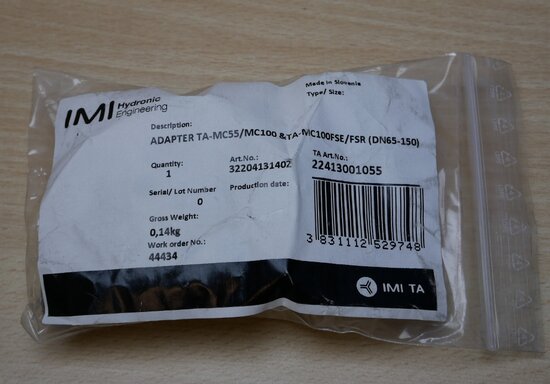 IMI Hydronic
Engineering
Made in Slovenia
Type/ Size:
Description:
ADAPTER TA-MC55/MC100 &TA-MC100FSE/FSR (DN65-150)
Quantity:
1
Art.No.:
32204131402
TA Art.No.:
22413001055
Serial/ Lot Number
0
Production date:
Gross Weight:
0,14kg
Work order No.:
44434
3 831112 529748
IMI TA